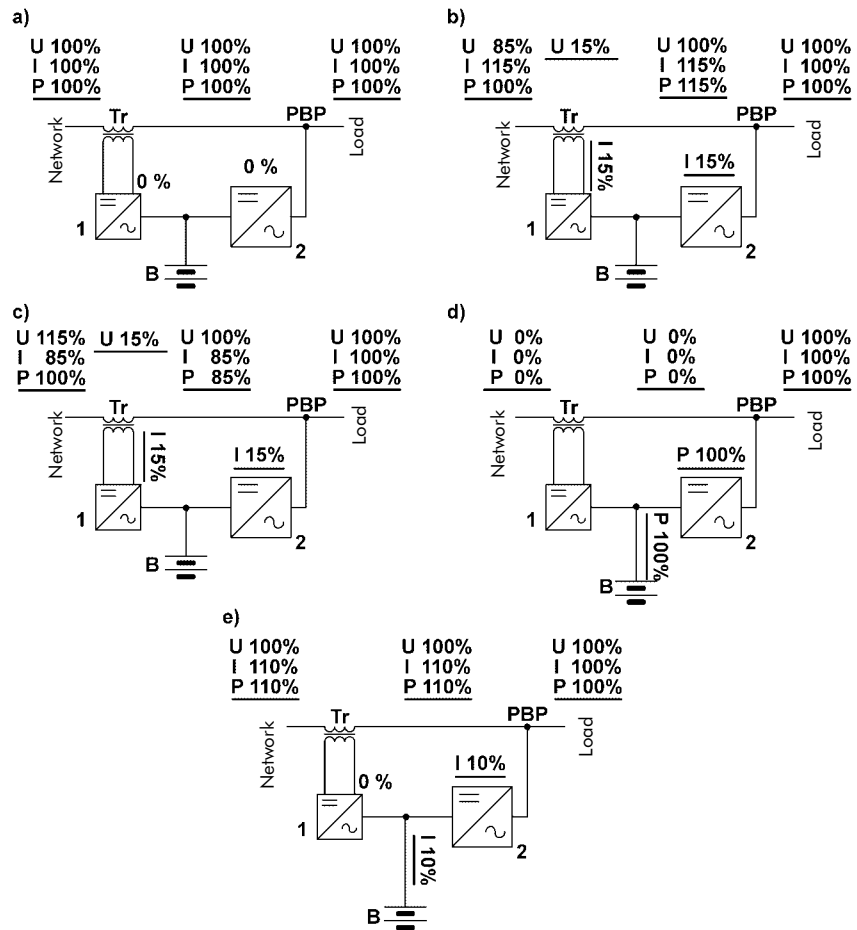 a)
U 100% U 100% U 100%
I 100% I 100% I 100%
P 100% P 100% P 100%
Tr PBP
Network
Load
0 %
0 %
1
2
B
b)
U 85% U 15% U 100% U 100%
I 115% I 115% I 100%
P 100% P 115% P 100%
Tr PBP
Network
Load
I 15%
I 15%
1
2
B
c)
U 115% U 15% U 100% U 100%
I 85% I 85% I 100%
P 100% P 85% P 100%
Tr PBP
Network
Load
I 15%
I 15%
1
2
B
d)
U 0% U 0% U 100%
I 0% I 0% I 100%
P 0% P 0% P 100%
Tr PBP
Network
Load
P 100%
1
2
P 100%
B
e)
U 100% U 100% U 100%
I 110% I 110% I 100%
P 110% P 110% P 100%
Tr PBP
Network
Load
I 10%
0 %
1
2
I 10%
B